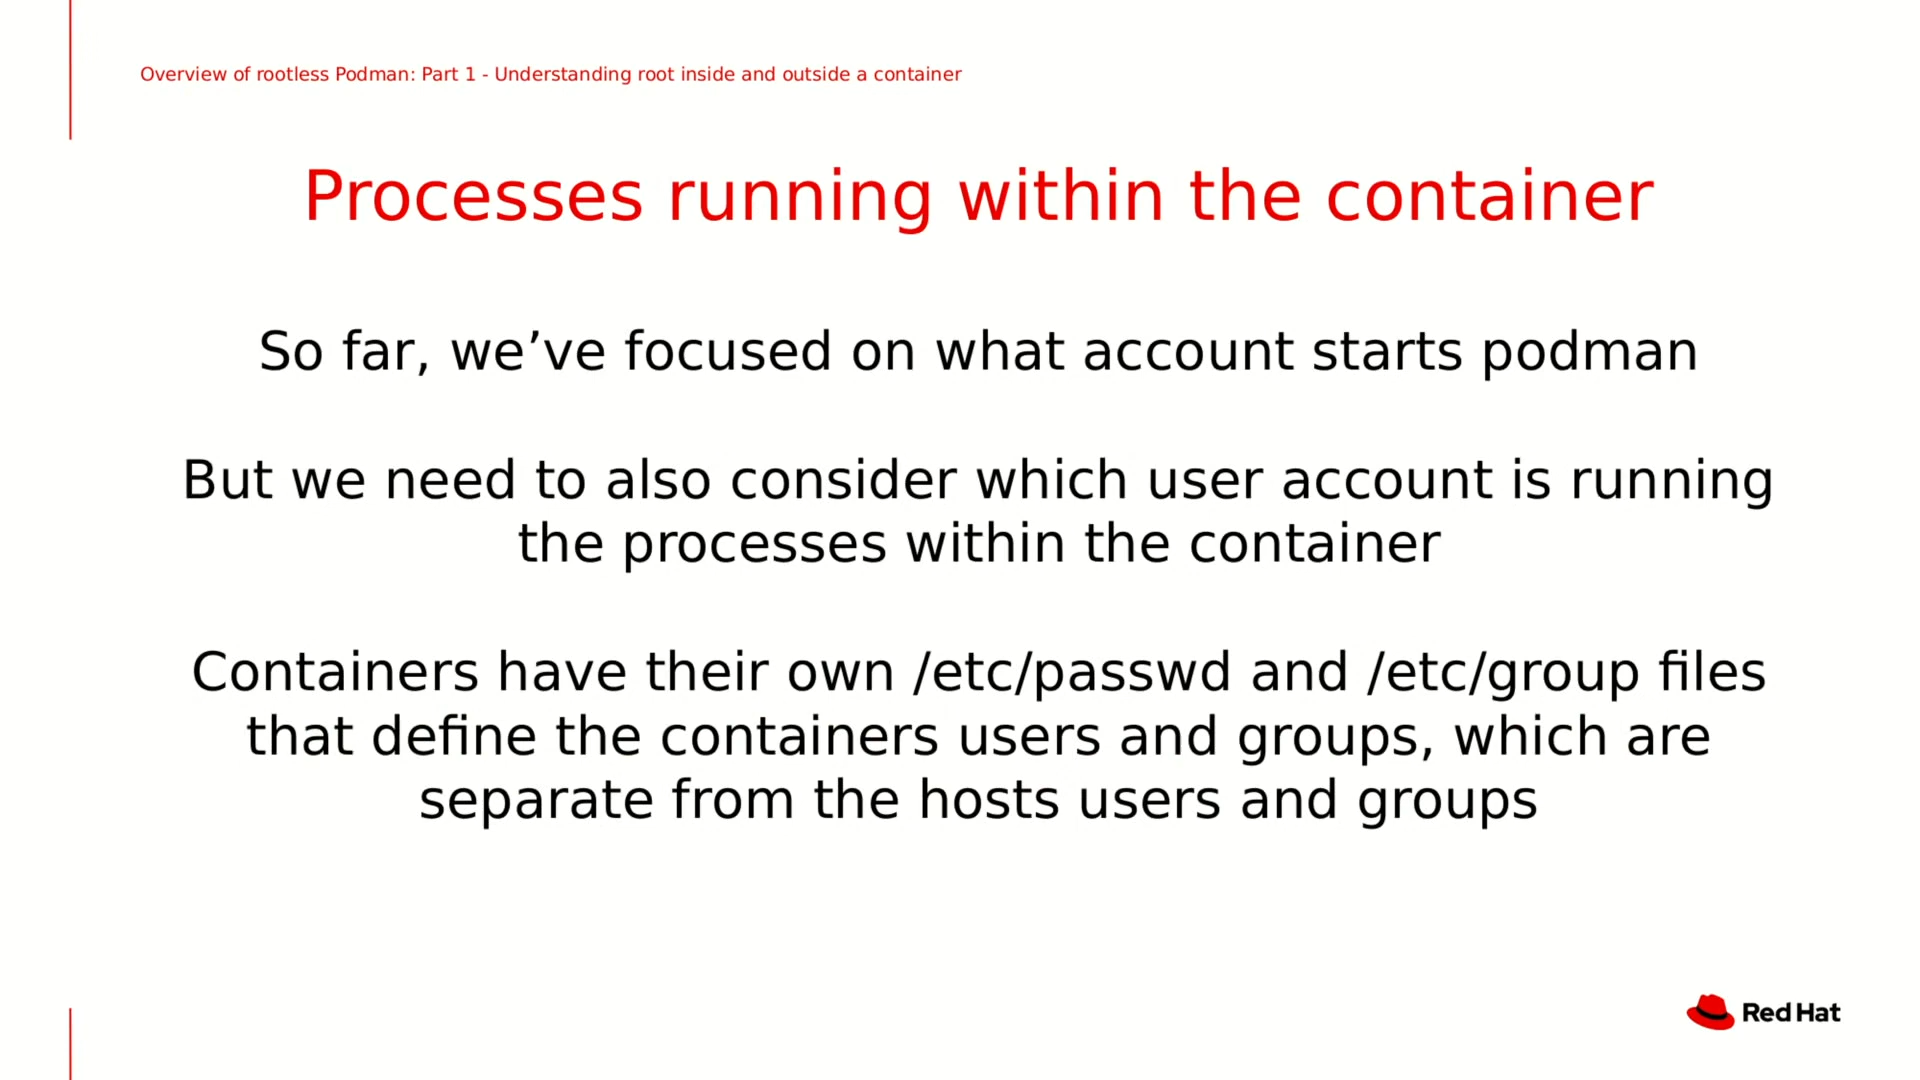 Overview of rootless Podman: Part 1 - Understanding root inside and outside a container
Processes running within the container
So far, we’ve focused on what account starts podman
But we need to also consider which user account is running
the processes within the container
Containers have their own /etc/passwd and /etc/group files
that define the containers users and groups, which are
separate from the hosts users and groups
Red Hat